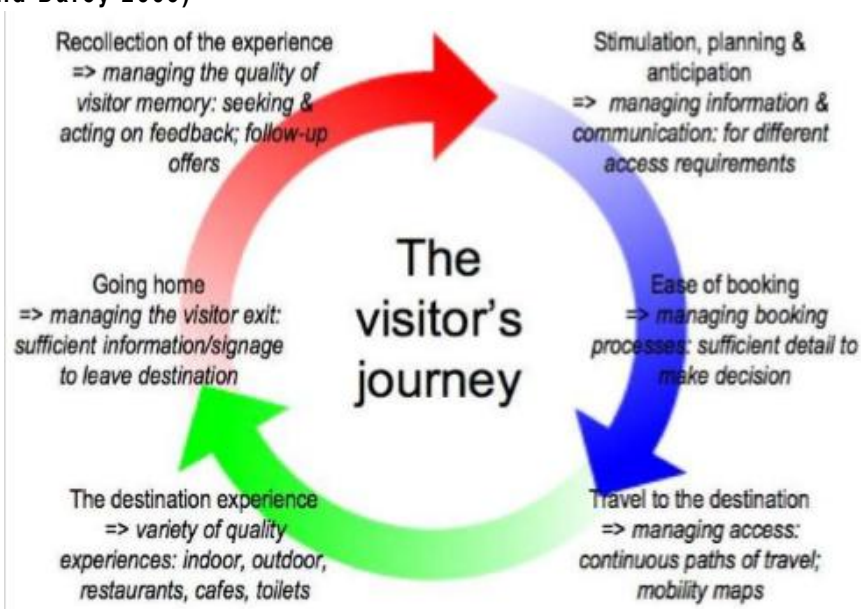 Recollection of the experience
=> managing the quality of
visitor memory: seeking &
acting on feedback; follow-up
offers
Stimulation, planning &
anticipation
=> managing information &
communication: for different
access requirements
The
visitor's
journey
Going home
=> managing the visitor exit:
sufficient information/signage
to leave destination
Ease of booking
=> managing booking
processes: sufficient detail to
make decision
The destination experience
=> variety of quality
experiences: indoor, outdoor,
restaurants, cafes, toilets
Travel to the destination
=> managing access:
continuous paths of travel;
mobility maps